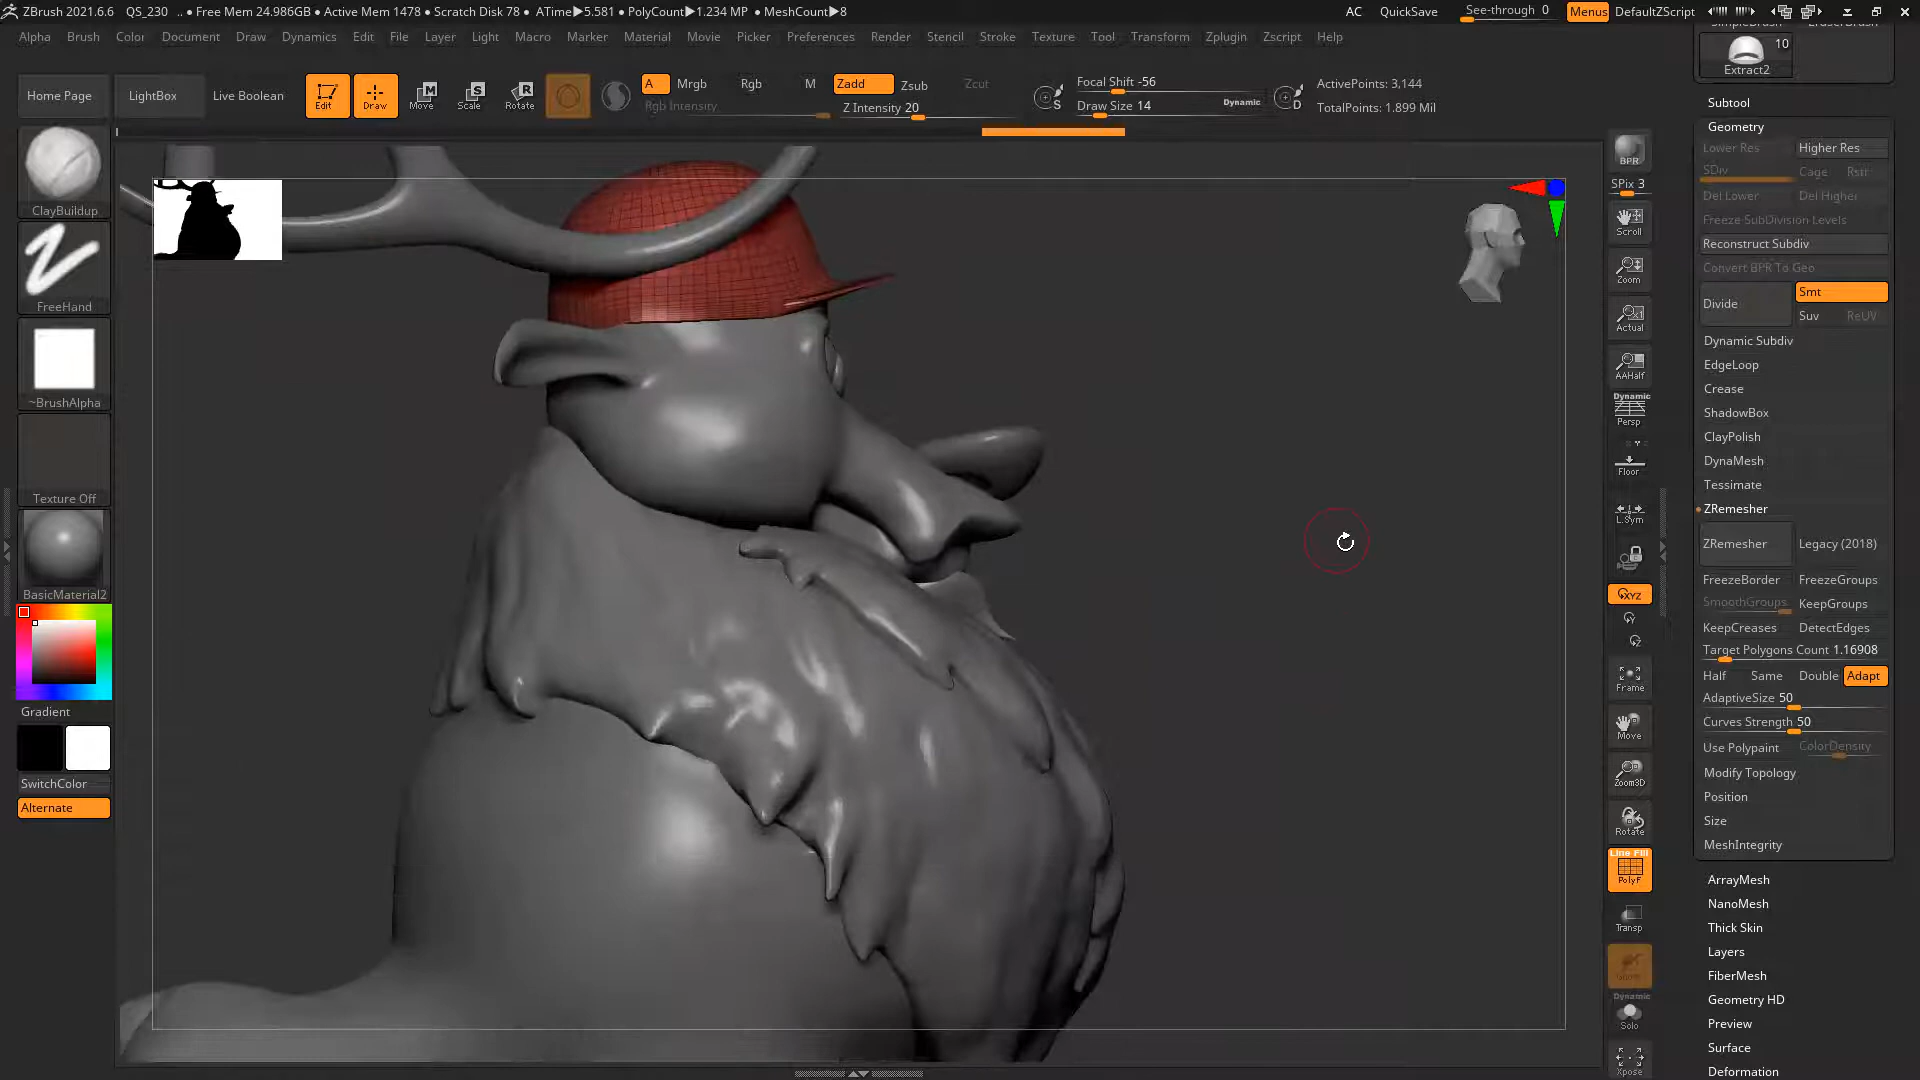 ZBrush 2021.6.6 QS_230 .. ● Free Mem 24.986GB ● Active Mem 1478 ● Scratch Disk 78 ● ATime▶5.581 ● PolyCount▶1.234 MP ● MeshCount▶8 AC QuickSave See-through 0 Menus DefaultZScript
Alpha Brush Color Document Draw Dynamics Edit File Layer Light Macro Marker Material Movie Picker Preferences Render Stencil Stroke Texture Tool Transform Zplugin Zscript Help
Home Page
LightBox
Live Boolean
Edit
Draw
Move
Scale
Rotate
A Mrgb Rgb M
Rgb Intensity
Zadd Zsub Zcut
Z Intensity 20
S
Focal Shift -56
Draw Size 14 Dynamic
D
ActivePoints: 3,144
TotalPoints: 1.899 Mil
ClayBuildup
FreeHand
~BrushAlpha
Texture Off
BasicMaterial2
Gradient
SwitchColor
Alternate
BPR
SPix 3
Scroll
Zoom
Actual
AAHalf
Dynamic
Persp
Floor
L.Sym
XYZ
Y
Z
Frame
Move
Zoom3D
Rotate
Line Fill
PolyF
Transp
Dynamic
Solo
Xpose
10
Extract2
Subtool
Geometry
Lower Res Higher Res
SDiv Cage Rstr
Del Lower Del Higher
Freeze SubDivision Levels
Reconstruct Subdiv
Convert BPR To Geo
Divide Smt
Suv ReUV
Dynamic Subdiv
EdgeLoop
Crease
ShadowBox
ClayPolish
DynaMesh
Tessimate
ZRemesher
ZRemesher Legacy (2018)
FreezeBorder FreezeGroups
SmoothGroups KeepGroups
KeepCreases DetectEdges
Target Polygons Count 1.16908
Half Same Double Adapt
AdaptiveSize 50
Curves Strength 50
Use Polypaint ColorDensity
Modify Topology
Position
Size
MeshIntegrity
ArrayMesh
NanoMesh
Thick Skin
Layers
FiberMesh
Geometry HD
Preview
Surface
Deformation